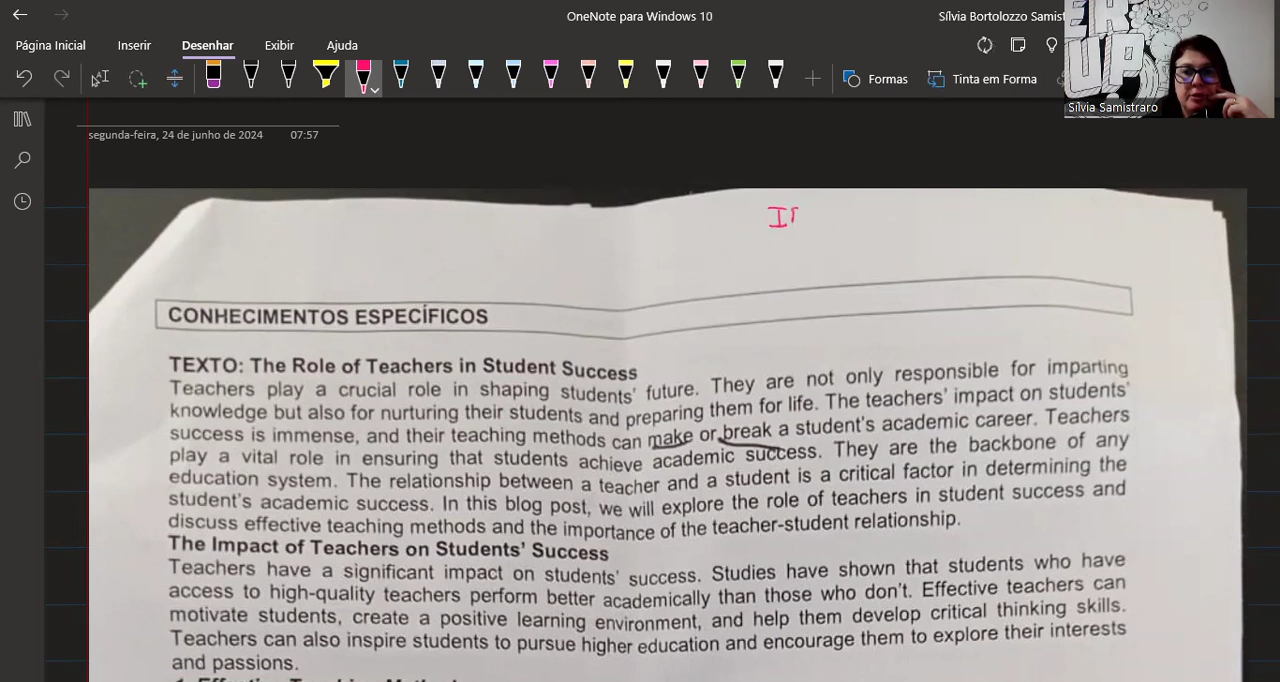 OneNote para Windows 10
Sílvia Bortolozzo Samist
Página Inicial
Inserir
Desenhar
Exibir
Ajuda
Formas
Tinta em Forma
ER
UP
Sílvia Samistraro
segunda-feira, 24 de junho de 2024 07:57
CONHECIMENTOS ESPECÍFICOS
TEXTO: The Role of Teachers in Student Success
Teachers play a crucial role in shaping students' future. They are not only responsible for imparting
knowledge but also for nurturing their students and preparing them for life. The teachers' impact on students'
success is immense, and their teaching methods can make or break a student's academic career. Teachers
play a vital role in ensuring that students achieve academic success. They are the backbone of any
education system. The relationship between a teacher and a student is a critical factor in determining the
student's academic success. In this blog post, we will explore the role of teachers in student success and
discuss effective teaching methods and the importance of the teacher-student relationship.
The Impact of Teachers on Students' Success
Teachers have a significant impact on students' success. Studies have shown that students who have
access to high-quality teachers perform better academically than those who don't. Effective teachers can
motivate students, create a positive learning environment, and help them develop critical thinking skills.
Teachers can also inspire students to pursue higher education and encourage them to explore their interests
and passions.